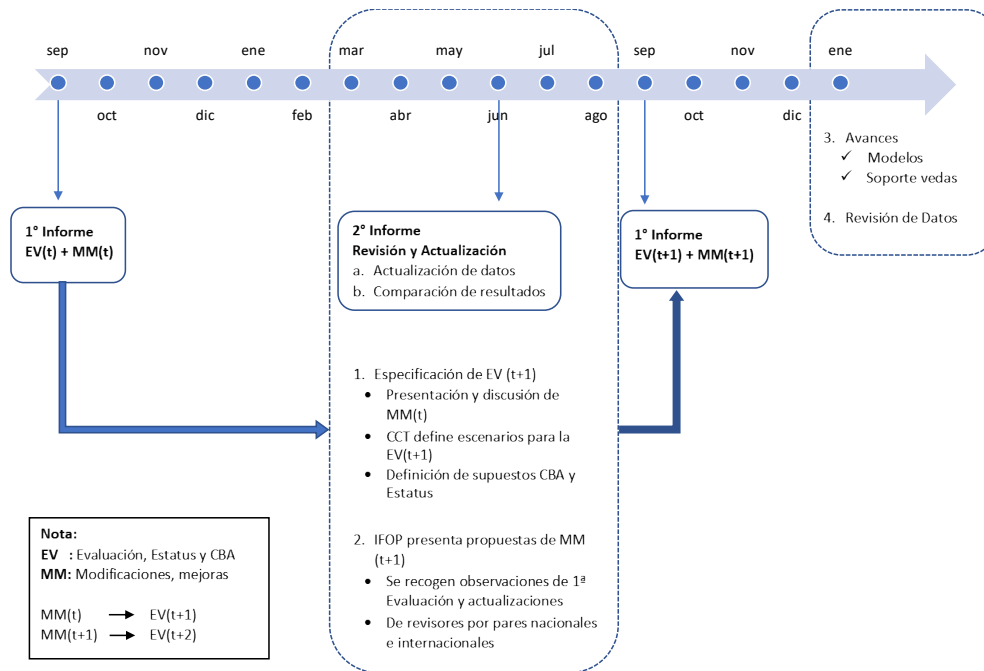 sep nov ene mar may jul sep nov ene
oct dic feb abr jun ago oct dic
1° Informe
EV(t) + MM(t)
2° Informe
Revisión y Actualización
a. Actualización de datos
b. Comparación de resultados
1° Informe
EV(t+1) + MM(t+1)
3. Avances
✓ Modelos
✓ Soporte vedas
4. Revisión de Datos
1. Especificación de EV (t+1)
• Presentación y discusión de
MM(t)
• CCT define escenarios para la
EV(t+1)
• Definición de supuestos CBA y
Estatus
2. IFOP presenta propuestas de MM
(t+1)
• Se recogen observaciones de 1ª
Evaluación y actualizaciones
• De revisores por pares nacionales
e internacionales
Nota:
EV : Evaluación, Estatus y CBA
MM: Modificaciones, mejoras
MM(t) → EV(t+1)
MM(t+1) → EV(t+2)